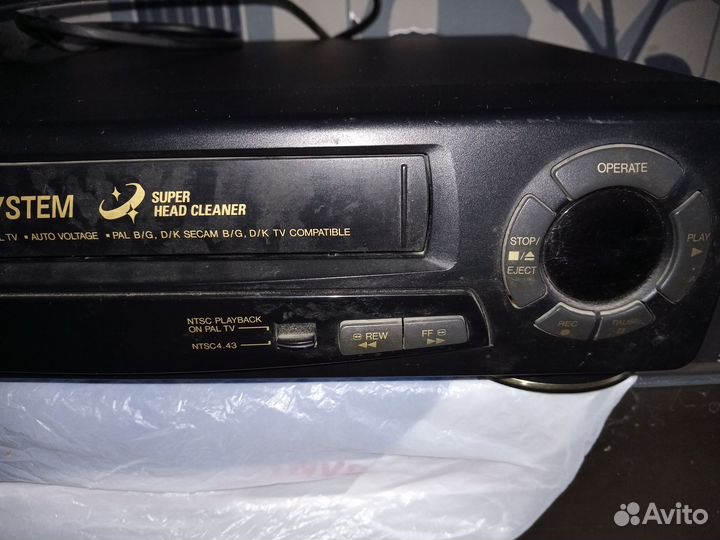 YSTEM
SUPER
HEAD CLEANER
L TV ▪ AUTO VOLTAGE ▪ PAL B/G, D/K SECAM B/G, D/K TV COMPATIBLE
OPERATE
STOP/
■/⏏
EJECT
PLAY
▶
REC
●
PAUSE
NTSC PLAYBACK
ON PAL TV
NTSC4.43
REW
◀◀
FF
▶▶
Avito